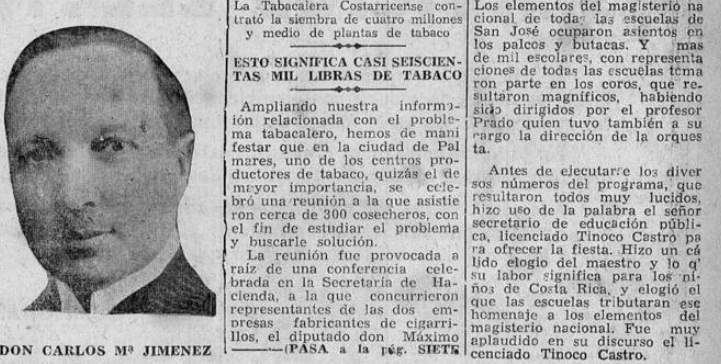 DON CARLOS Mª JIMENEZ
La Tabacalera Costarricense con
trató la siembra de cuatro millones
y medio de plantas de tabaco
ESTO SIGNIFICA CASI SEISCIEN-
TAS MIL LIBRAS DE TABACO
Ampliando nuestra informa
ción relacionada con el proble
ma tabacalero, hemos de mani
festar que en la ciudad de Pal
mares, uno de los centros pro-
ductores de tabaco, quizás el de
mayor importancia, se cele-
bró una reunión a la que asistie
ron cerca de 300 cosecheros, con
el fin de estudiar el problema
y buscarle solución.
La reunión fue provocada a
raíz de una conferencia cele-
brada en la Secretaría de Ha-
cienda, a la que concurrieron
representantes de las dos em-
presas fabricantes de cigarri-
llos, el diputado don Máximo
(PASA a la pág. SIETE
Los elementos del magisterio na
cional de todas las escuelas de
San José ocuparon asientos en
los palcos y butacas. Y mas
de mil escolares, con representa
ciones de todas las escuelas toma
ron parte en los coros, que re-
sultaron magníficos, habiendo
sido dirigidos por el profesor
Prado quien tuvo también a su
cargo la dirección de la orques
ta.
Antes de ejecutarse los diver
sos números del programa, que
resultaron todos muy lucidos,
hizo uso de la palabra el señor
secretario de educación públi-
ca, licenciado Tinoco Castro pa
ra ofrecer la fiesta. Hizo un cá
lido elogio del maestro y lo q'
su labor significa para los ni-
ños de Costa Rica, y elogió el
que las escuelas tributaran ese
homenaje a los elementos del
magisterio nacional. Fue muy
aplaudido en su discurso el li-
cenciado Tinoco Castro.